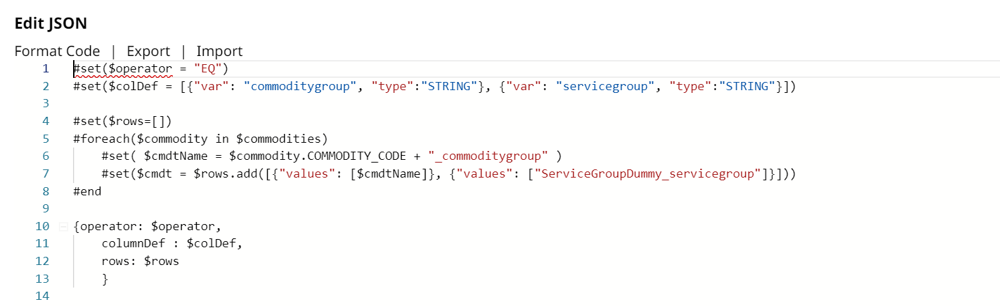 Edit JSON
Format Code | Export | Import
1 #set($operator = "EQ")
2 #set($colDef = [{"var": "commoditygroup", "type":"STRING"}, {"var": "servicegroup", "type":"STRING"}])
3
4 #set($rows=[])
5 #foreach($commodity in $commodities)
6 #set( $cmdtName = $commodity.COMMODITY_CODE + "_commoditygroup" )
7 #set($cmdt = $rows.add([{"values": [$cmdtName]}, {"values": ["ServiceGroupDummy_servicegroup"]}]))
8 #end
9
10 {operator: $operator,
11 columnDef : $colDef,
12 rows: $rows
13 }
14